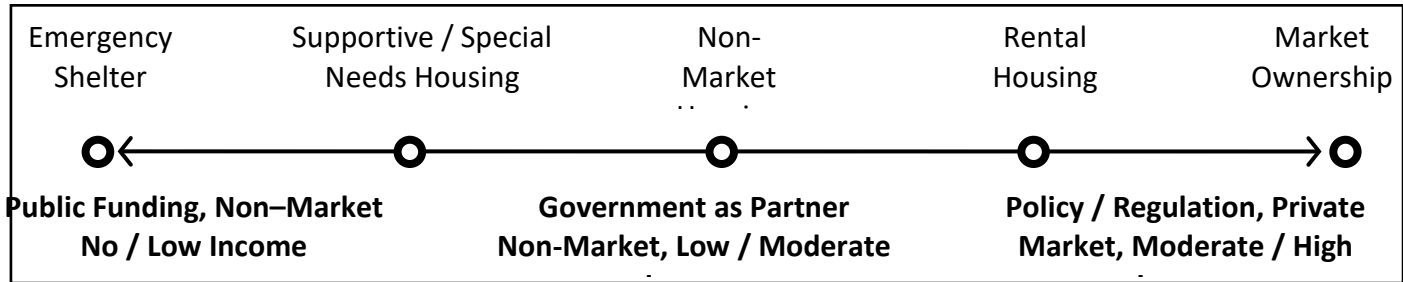 Emergency
Shelter
Supportive / Special
Needs Housing
Non-
Market
Rental
Housing
Market
Ownership
Public Funding, Non–Market
No / Low Income
Government as Partner
Non-Market, Low / Moderate
Policy / Regulation, Private
Market, Moderate / High